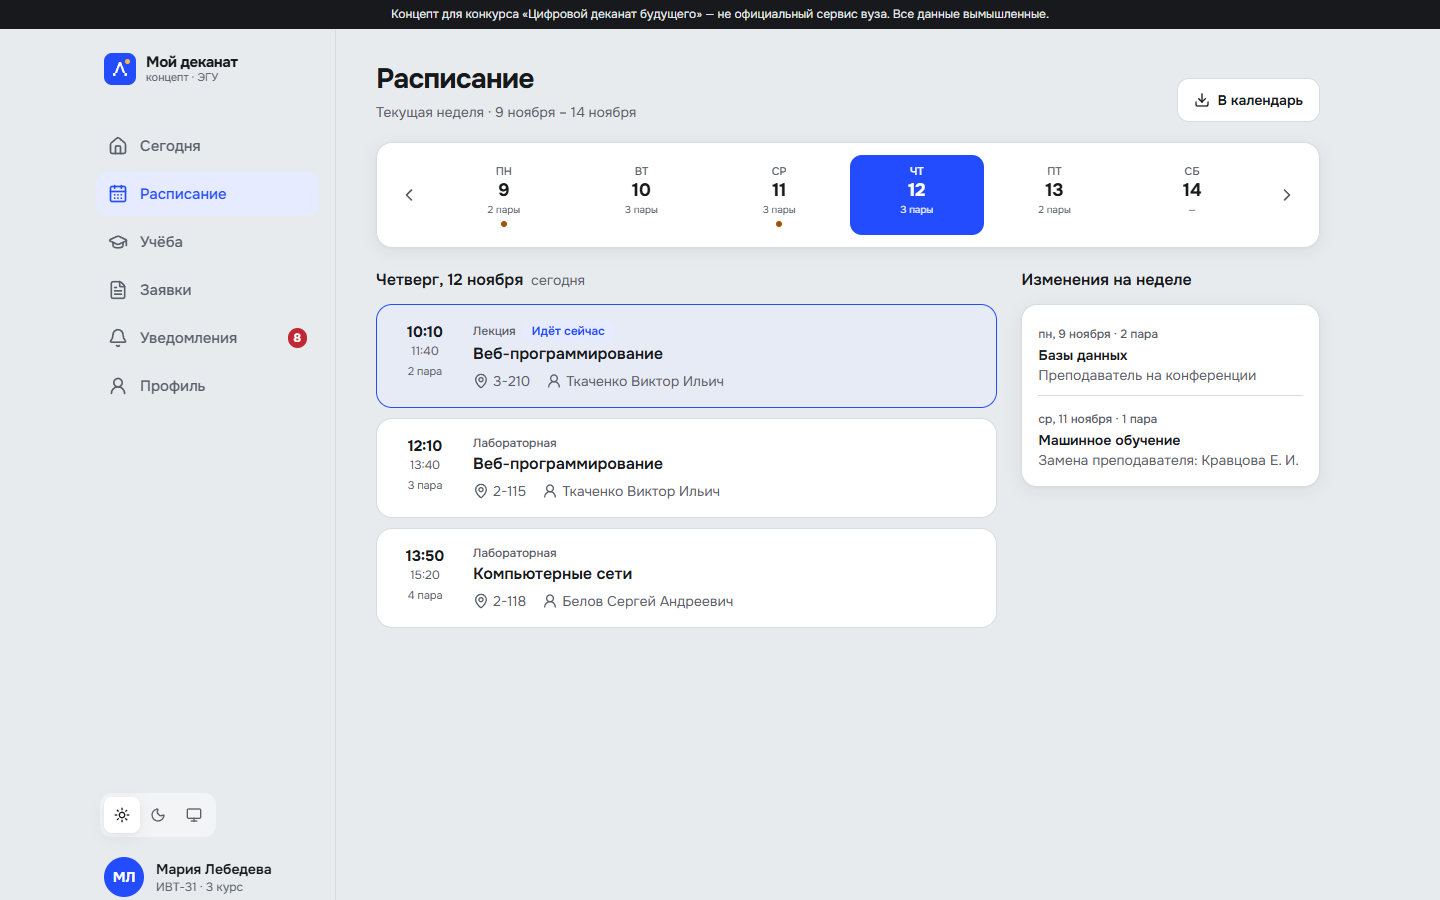 Концепт для конкурса «Цифровой деканат будущего» — не официальный сервис вуза. Все данные вымышленные.
Мой деканат
концепт · ЭГУ
Сегодня
Расписание
Учёба
Заявки
Уведомления
8
Профиль
МЛ
Мария Лебедева
ИВТ-31 · 3 курс
Расписание
Текущая неделя · 9 ноября – 14 ноября
В календарь
ПН
9
2 пары
ВТ
10
3 пары
СР
11
3 пары
ЧТ
12
3 пары
ПТ
13
2 пары
СБ
14
–
Четверг, 12 ноября сегодня
10:10
11:40
2 пара
Лекция Идёт сейчас
Веб-программирование
3-210 Ткаченко Виктор Ильич
12:10
13:40
3 пара
Лабораторная
Веб-программирование
2-115 Ткаченко Виктор Ильич
13:50
15:20
4 пара
Лабораторная
Компьютерные сети
2-118 Белов Сергей Андреевич
Изменения на неделе
пн, 9 ноября · 2 пара
Базы данных
Преподаватель на конференции
ср, 11 ноября · 1 пара
Машинное обучение
Замена преподавателя: Кравцова Е. И.